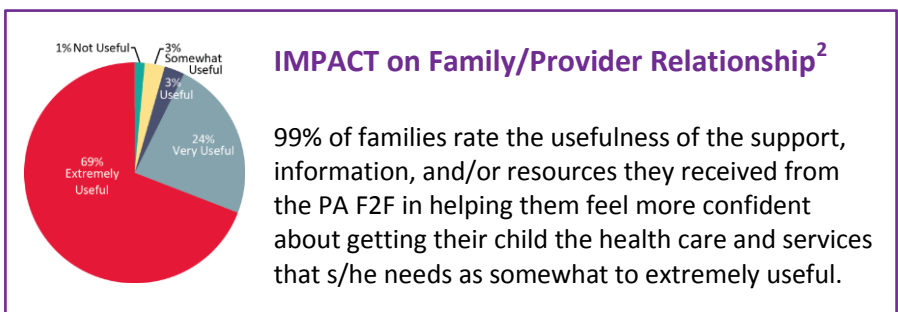 1% Not Useful
3%
Somewhat
Useful
3%
Useful
24%
Very Useful
69%
Extremely
Useful
IMPACT on Family/Provider Relationship2
99% of families rate the usefulness of the support,
information, and/or resources they received from
the PA F2F in helping them feel more confident
about getting their child the health care and services
that s/he needs as somewhat to extremely useful.